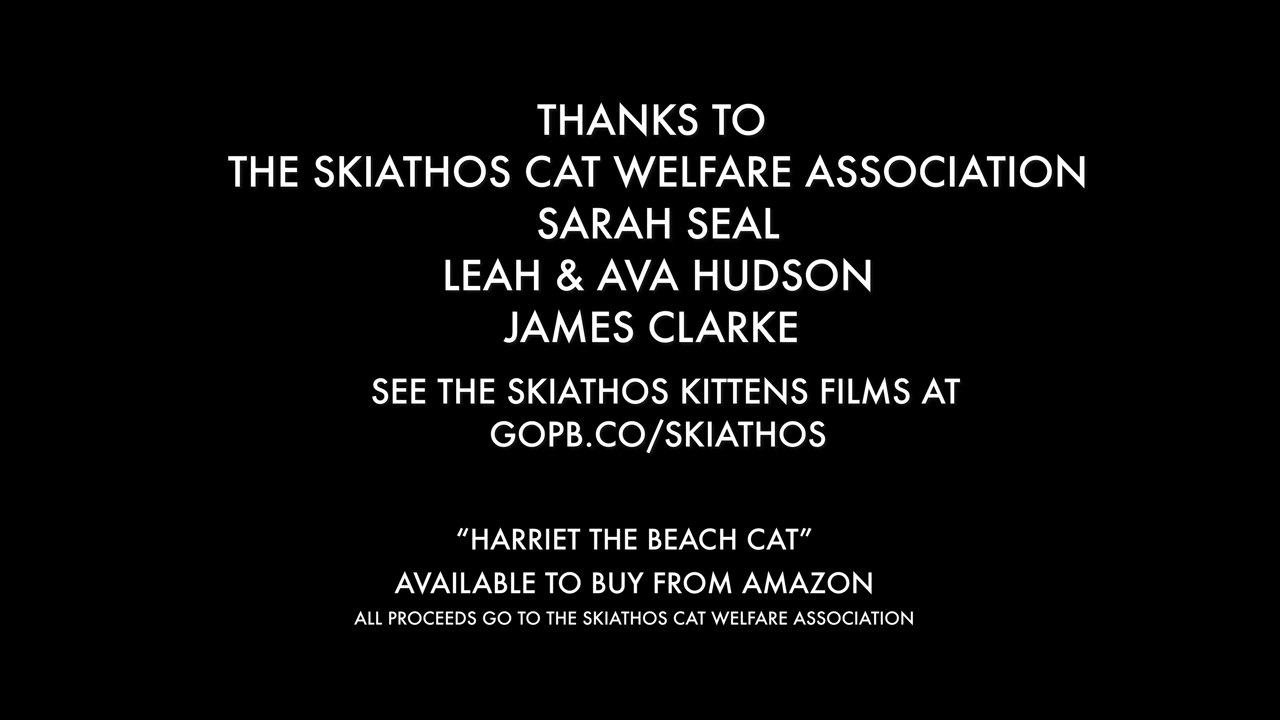 THANKS TO
THE SKIATHOS CAT WELFARE ASSOCIATION
SARAH SEAL
LEAH & AVA HUDSON
JAMES CLARKE
SEE THE SKIATHOS KITTENS FILMS AT
GOPB.CO/SKIATHOS
“HARRIET THE BEACH CAT”
AVAILABLE TO BUY FROM AMAZON
ALL PROCEEDS GO TO THE SKIATHOS CAT WELFARE ASSOCIATION